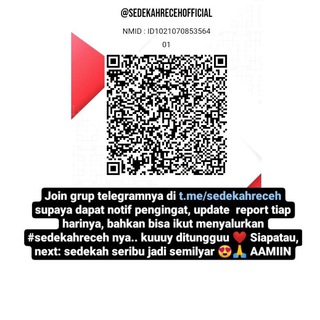 @SEDEKAHRECEHOFFICIAL
NMID : ID1021070853564
01
Join grup telegramnya di t.me/sedekahreceh
supaya dapat notif pengingat, update report tiap
harinya, bahkan bisa ikut menyalurkan
#sedekahreceh nya.. kuuuy ditungguu ❤️ Siapatau,
next: sedekah seribu jadi semilyar 😍🙏 AAMIIN